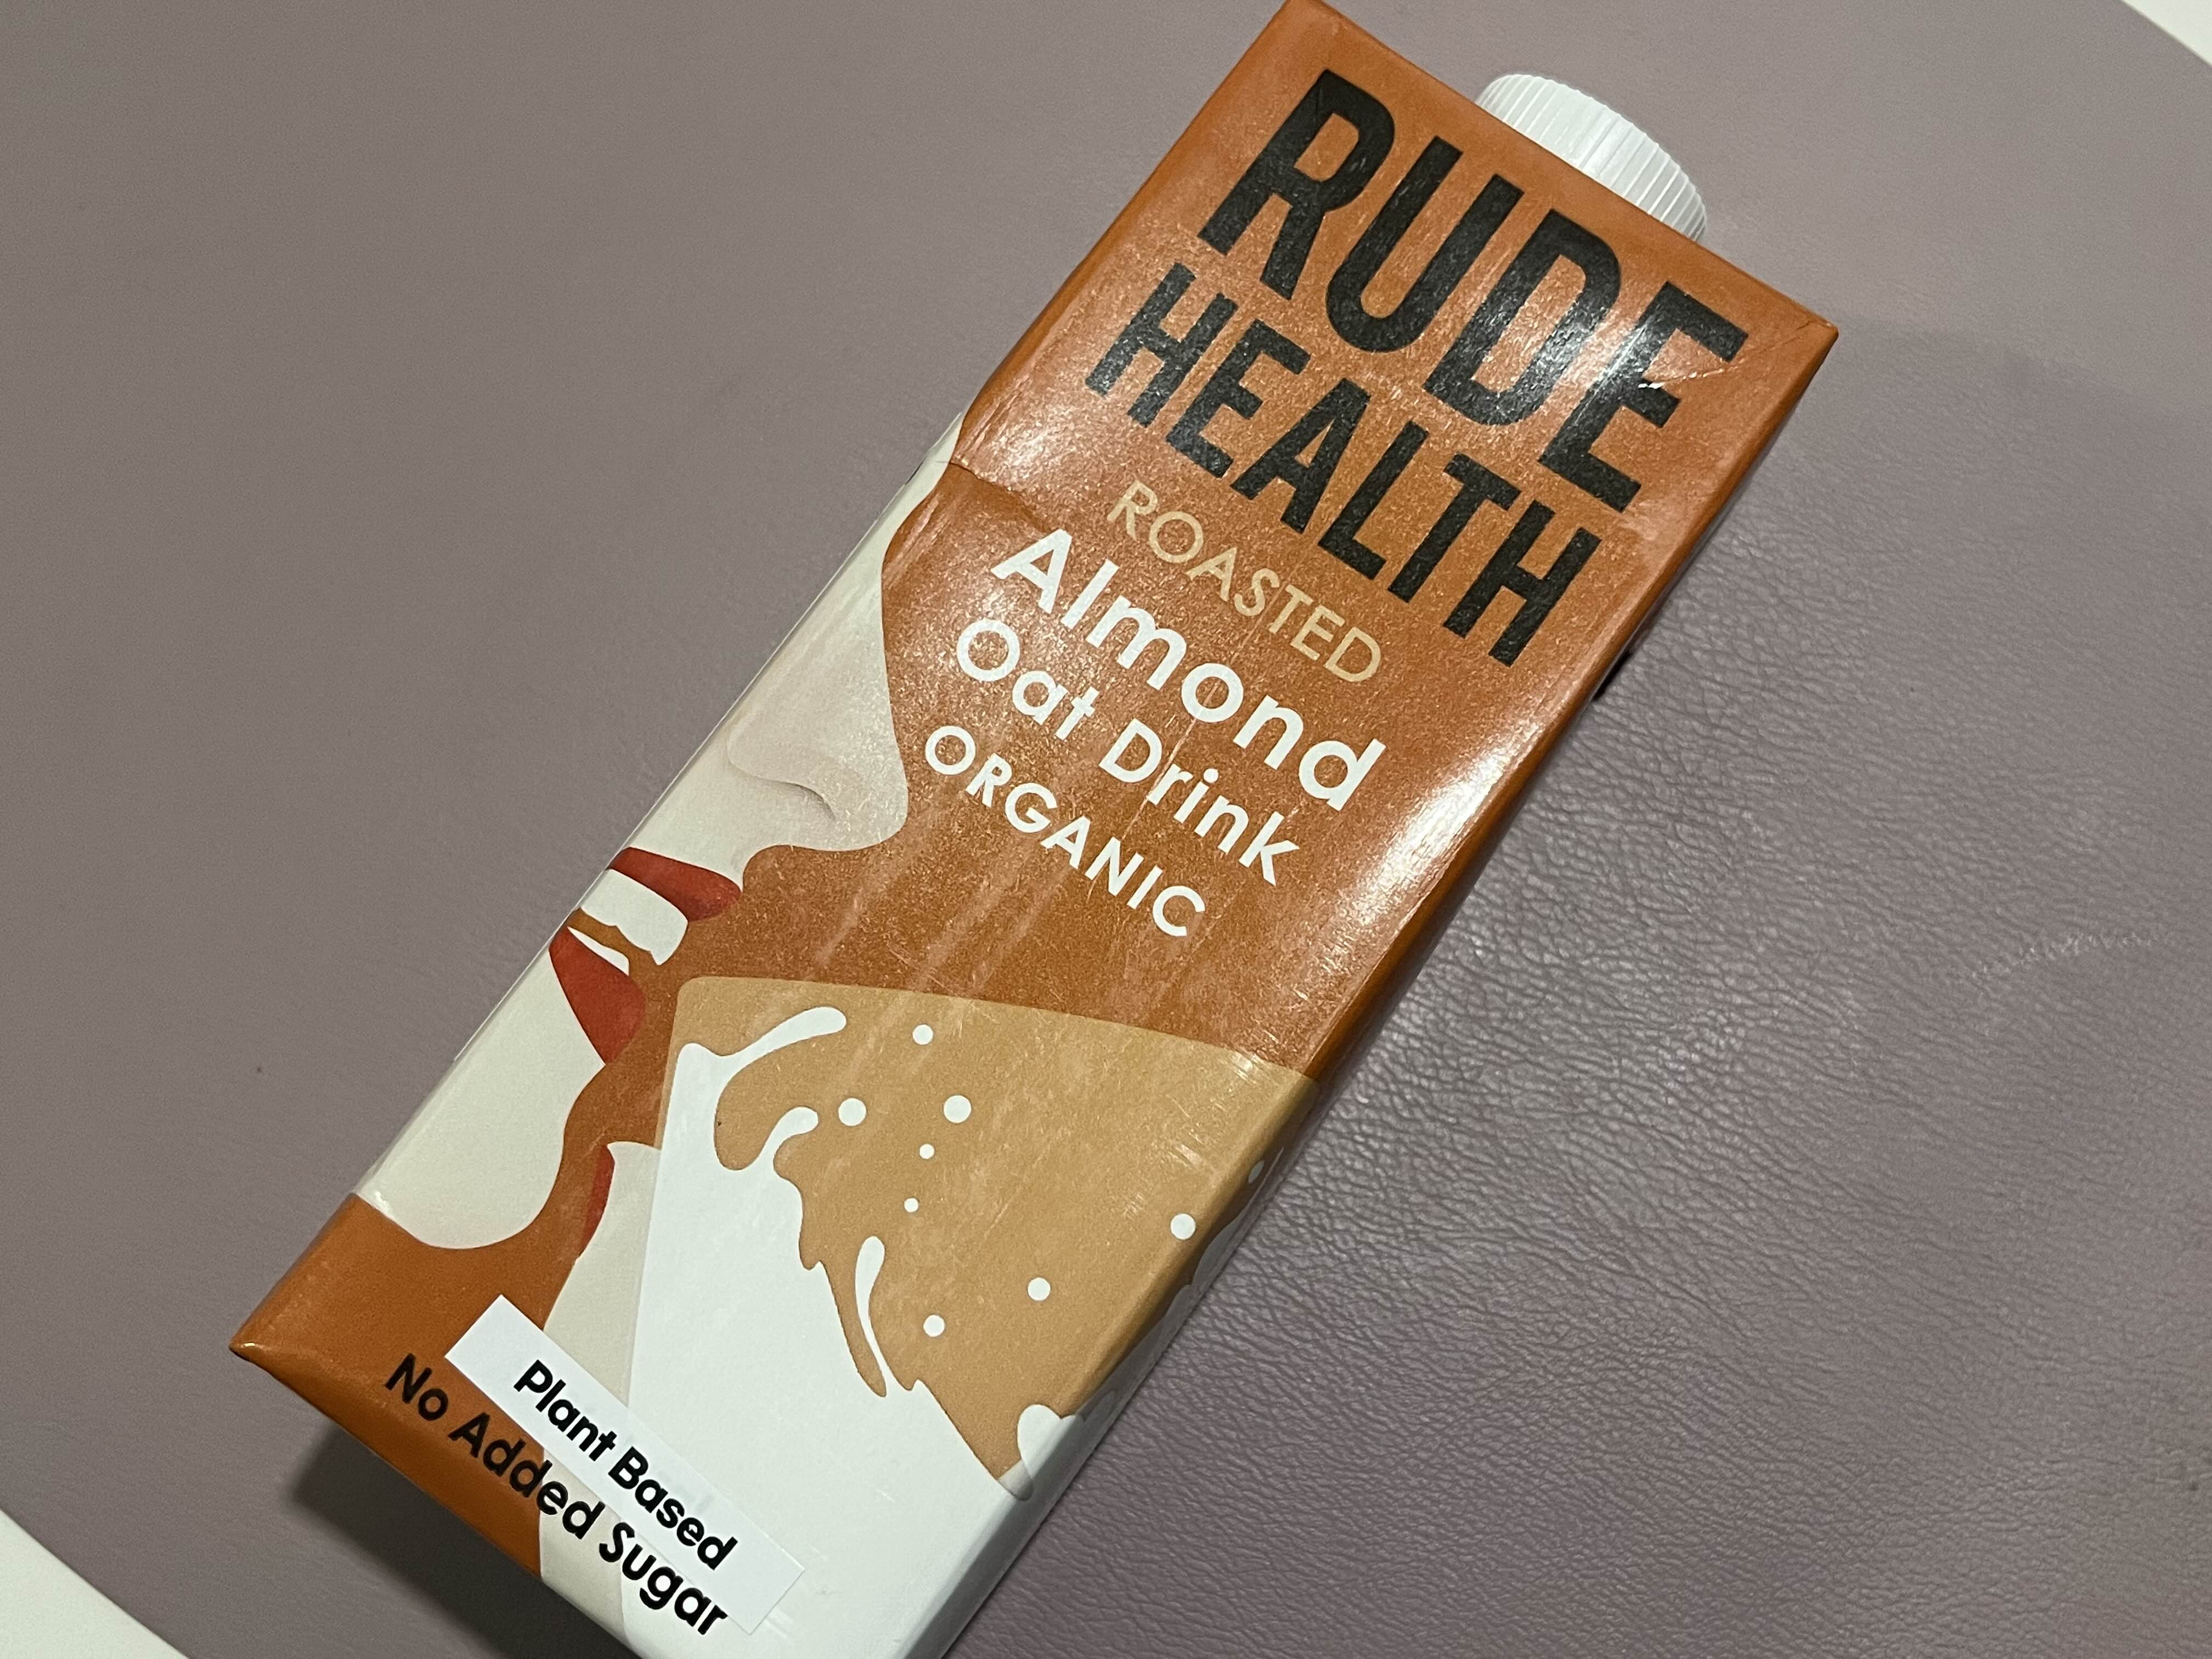 RUDE
HEALTH
ROASTED
Almond
Oat Drink
ORGANIC
Plant Based
No Added Sugar